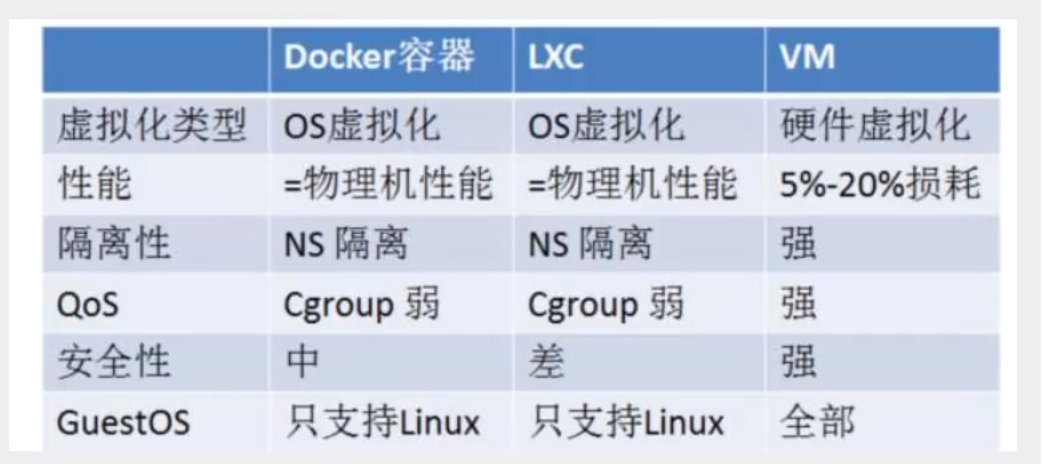 Docker容器 LXC VM
虚拟化类型 OS虚拟化 OS虚拟化 硬件虚拟化
性能 =物理机性能 =物理机性能 5%-20%损耗
隔离性 NS 隔离 NS 隔离 强
QoS Cgroup 弱 Cgroup 弱 强
安全性 中 差 强
GuestOS 只支持Linux 只支持Linux 全部